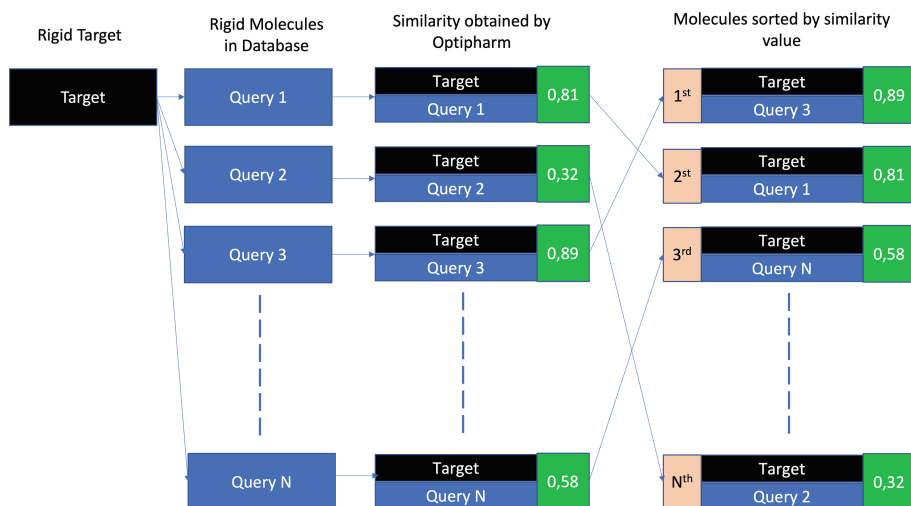 Rigid Target
Rigid Molecules
in Database
Similarity obtained by
Optipharm
Molecules sorted by similarity
value
Target
Query 1
Target
Query 1
0,81
1st
Target
Query 3
0,89
Query 2
Target
Query 2
0,32
2st
Target
Query 1
0,81
Query 3
Target
Query 3
0,89
3rd
Target
Query N
0,58
Query N
Target
Query N
0,58
Nth
Target
Query 2
0,32